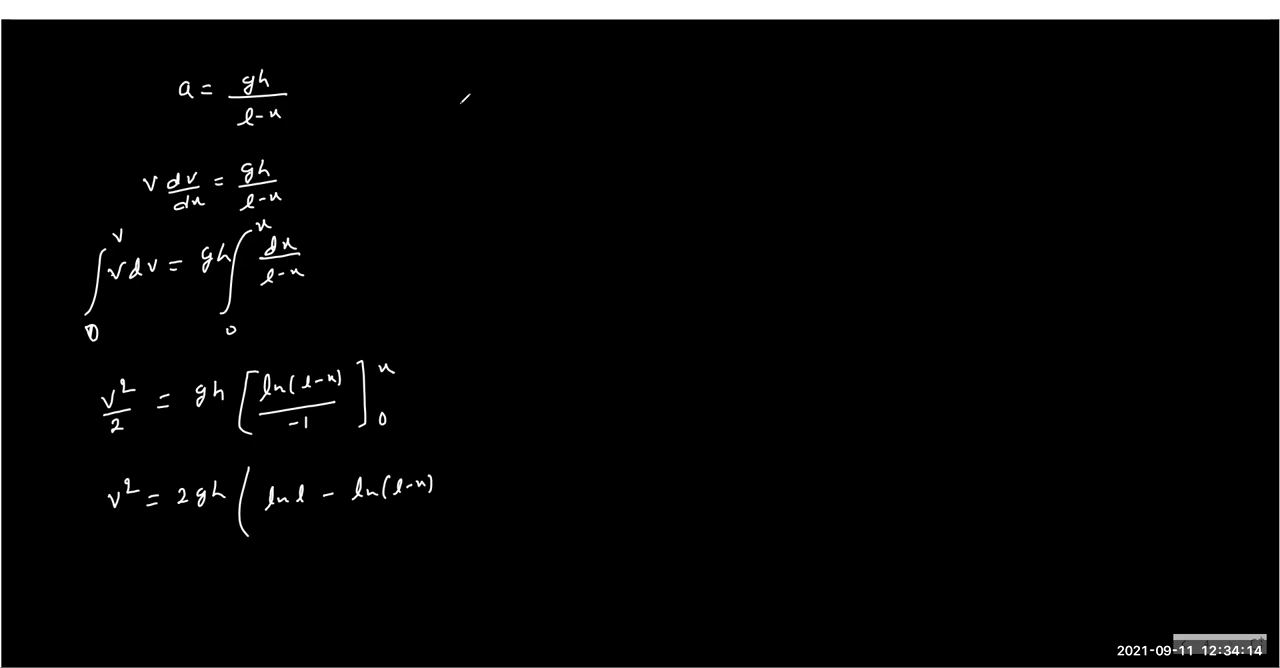 a = gh/(l-x)
v dv/dx = gh/(l-x)
∫₀^v v dv = gh ∫₀^x dx/(l-x)
v²/2 = gh [ln(l-x)/-1]₀^x
v² = 2gh ( ln l - ln(l-x)
2021-09-11 12:34:14